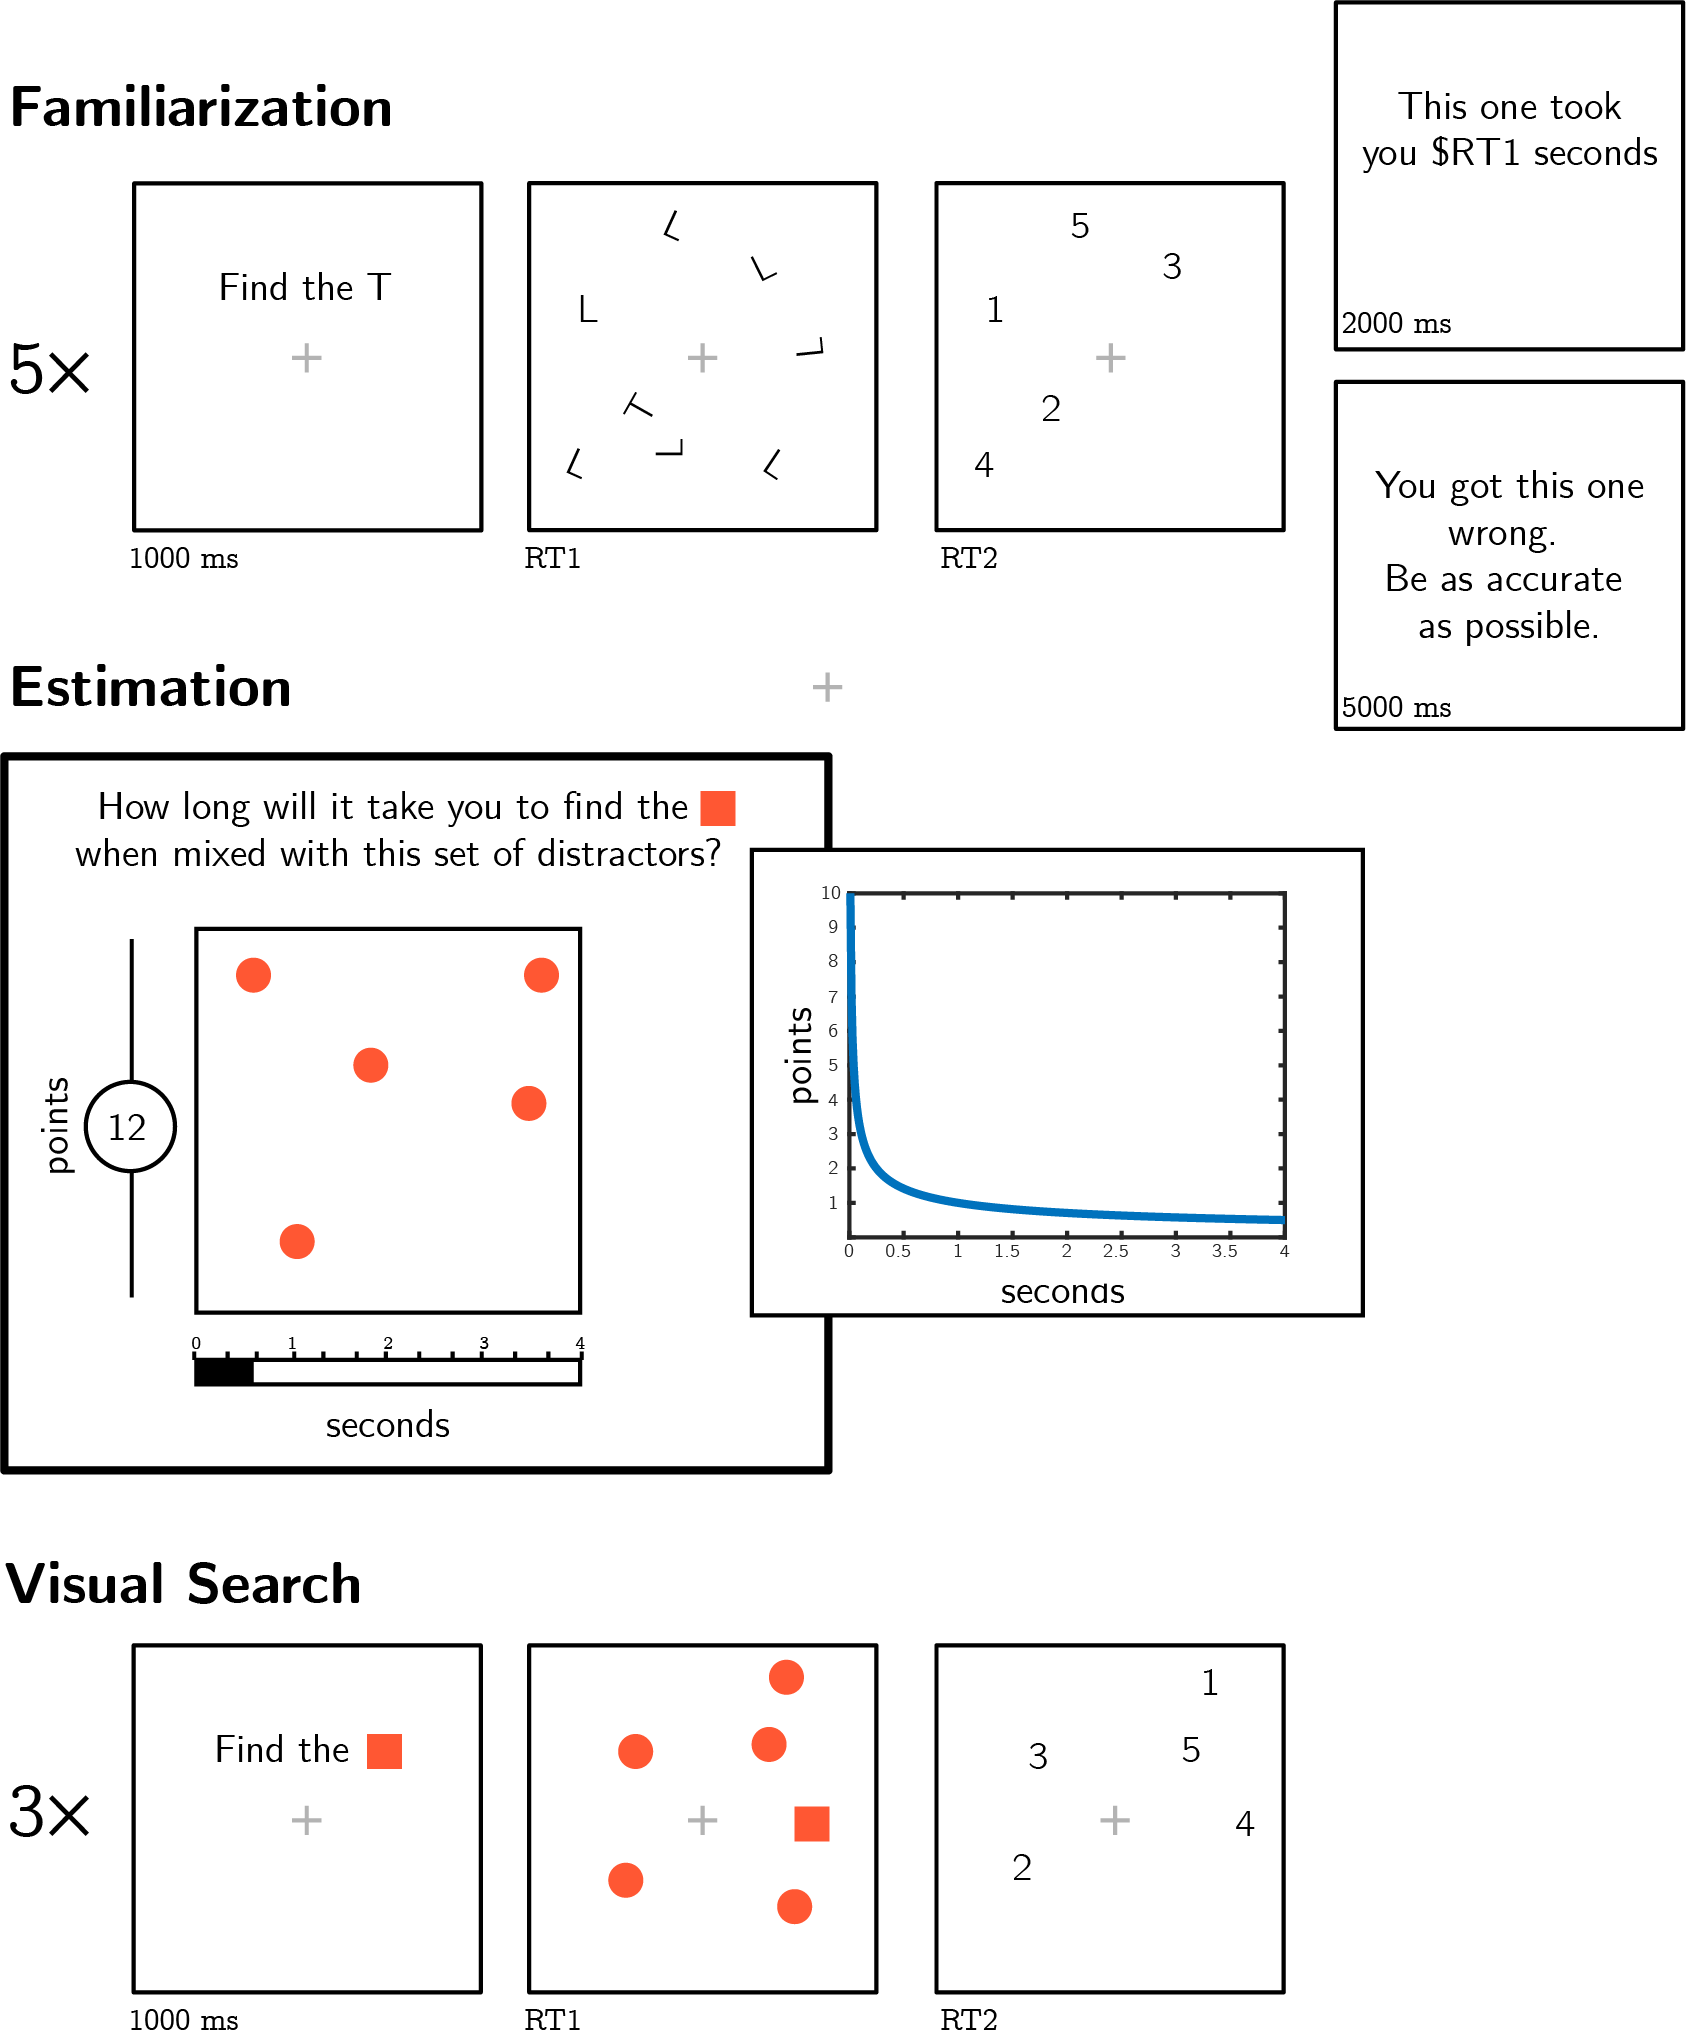 Familiarization
5×
Find the T
1000 ms
L
L
L
L
T
L
L
L
RT1
5
3
1
2
4
RT2
This one took
you $RT1 seconds
2000 ms
You got this one
wrong.
Be as accurate
as possible.
5000 ms
Estimation
How long will it take you to find the
when mixed with this set of distractors?
points
12
0 1 2 3 4
seconds
points
10
9
8
7
6
5
4
3
2
1
0 0.5 1 1.5 2 2.5 3 3.5 4
seconds
Visual Search
3×
Find the
1000 ms
RT1
1
3
5
4
2
RT2